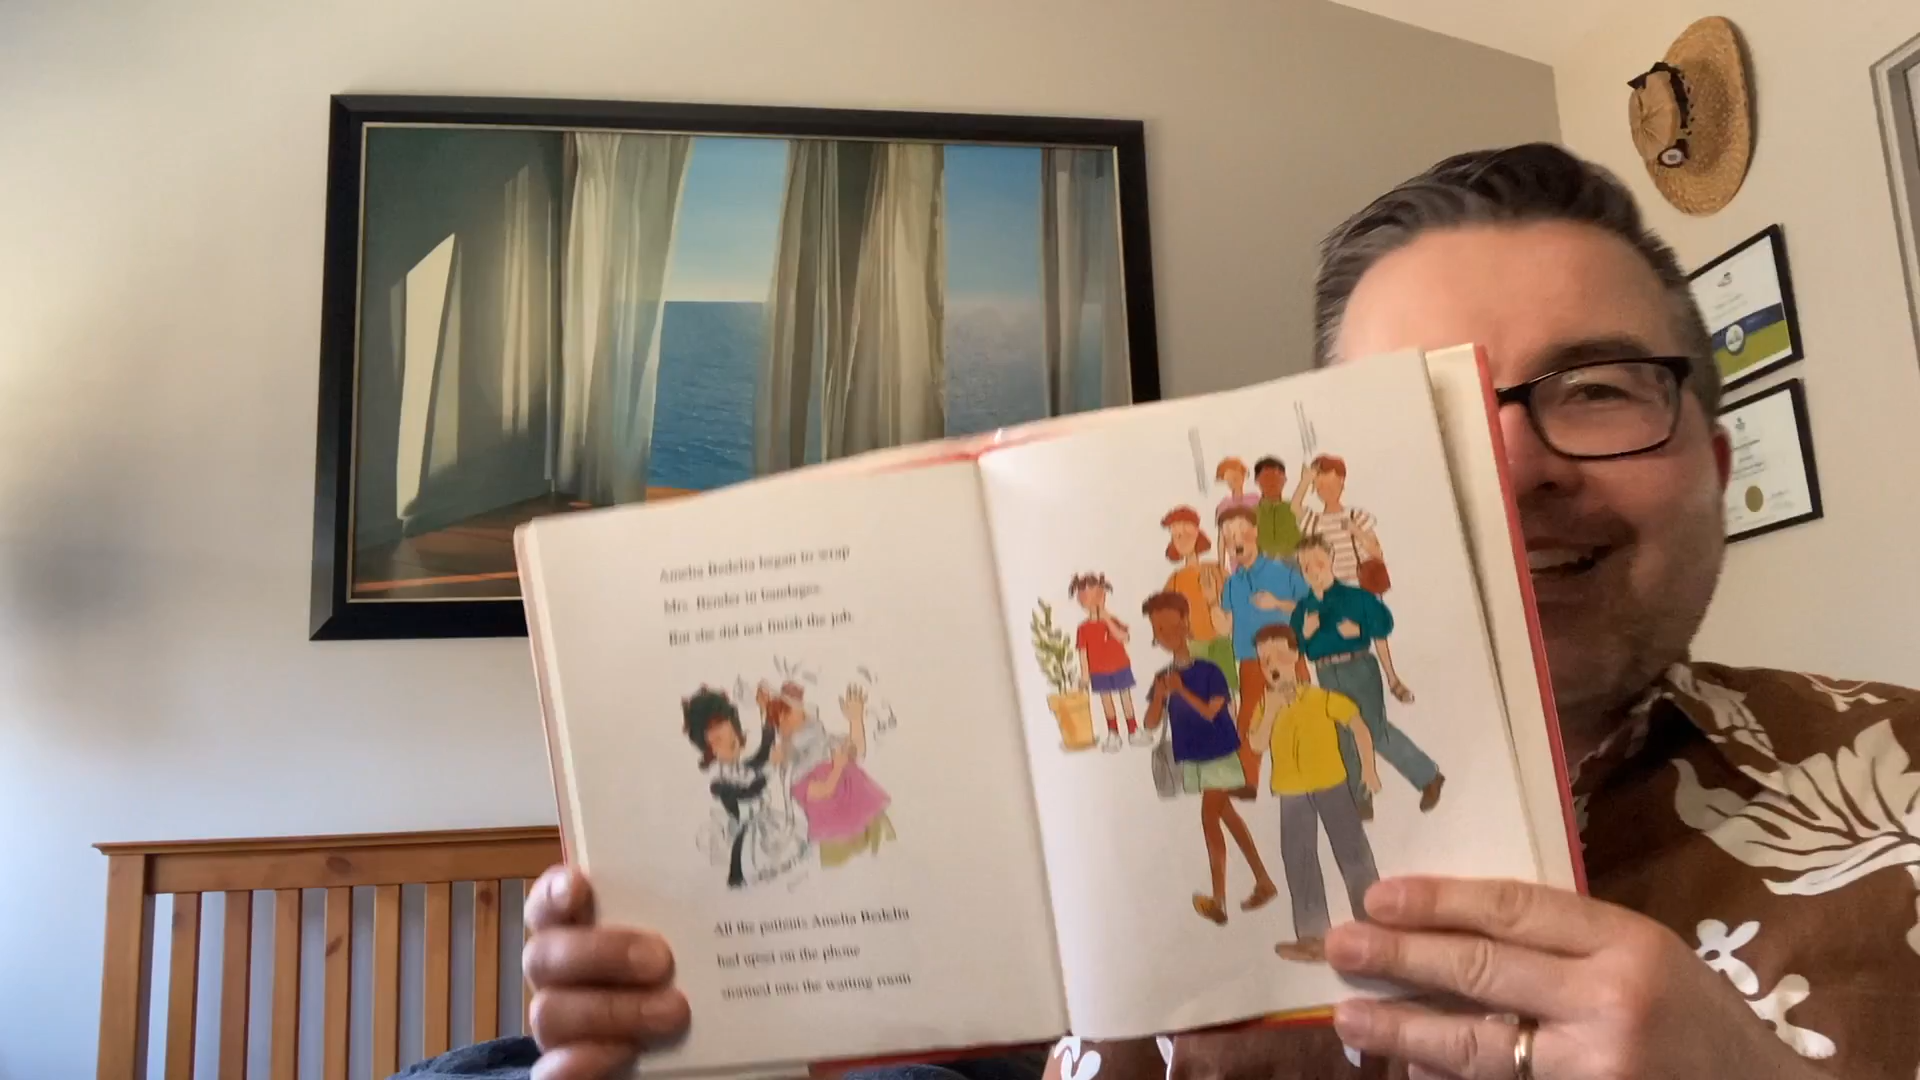 Amelia Bedelia began to wrap
Mrs. Bender in bandages.
But she did not finish the job.
All the patients Amelia Bedelia
had upset on the phone
stormed into the waiting room